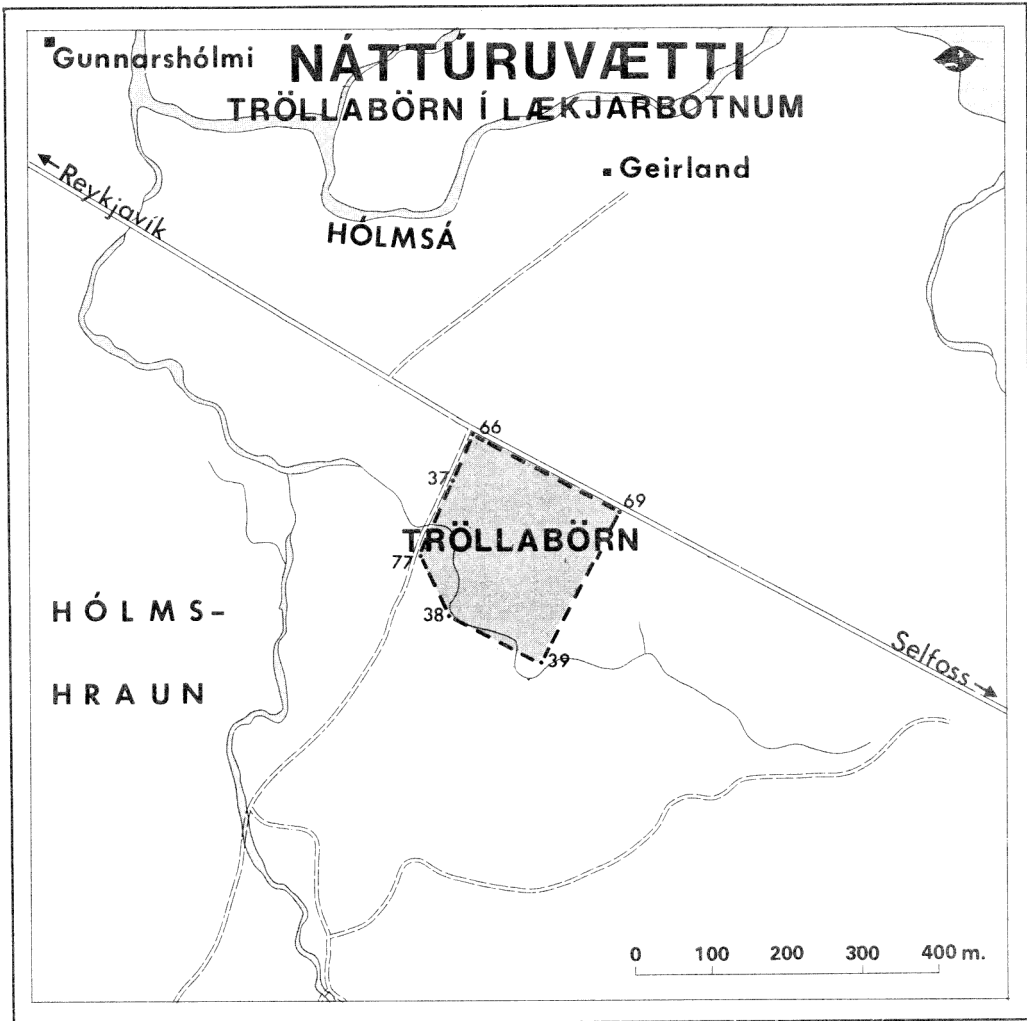 Gunnarshólmi
NÁTTÚRUVÆTTI
TRÖLLABÖRN Í LÆKJARBOTNUM
Geirland
Reykjavík
HÓLMSÁ
66
37
69
TRÖLLABÖRN
77
38
39
HÓLMS-
HRAUN
Selfoss
0 100 200 300 400 m.